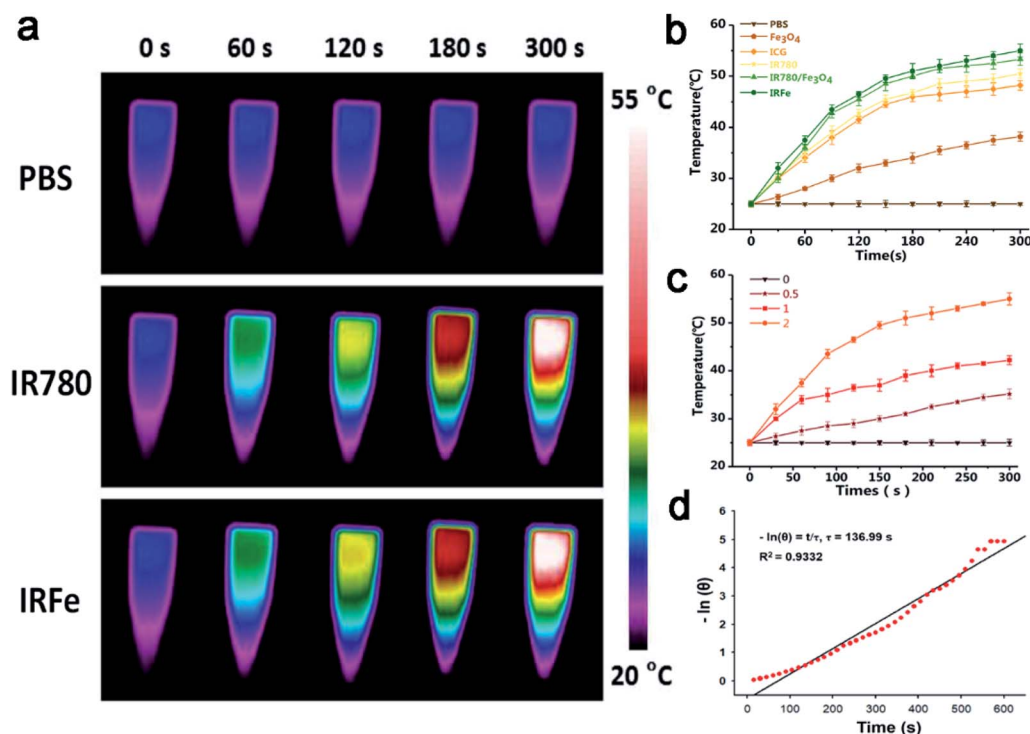 a
0 s 60 s 120 s 180 s 300 s
PBS
IR780
IRFe
55 °C
20 °C
b
PBS
Fe₃O₄
ICG
IR780
IR780/Fe₃O₄
IRFe
Temperature(℃)
60
50
40
30
20
0 60 120 180 240 300
Time(s)
c
0
0.5
1
2
Temperature(℃)
60
50
40
30
20
0 50 100 150 200 250 300
Times ( s )
d
- ln(θ) = t/τ, τ = 136.99 s
R² = 0.9332
- ln (θ)
6
5
4
3
2
1
0
0 100 200 300 400 500 600
Time (s)